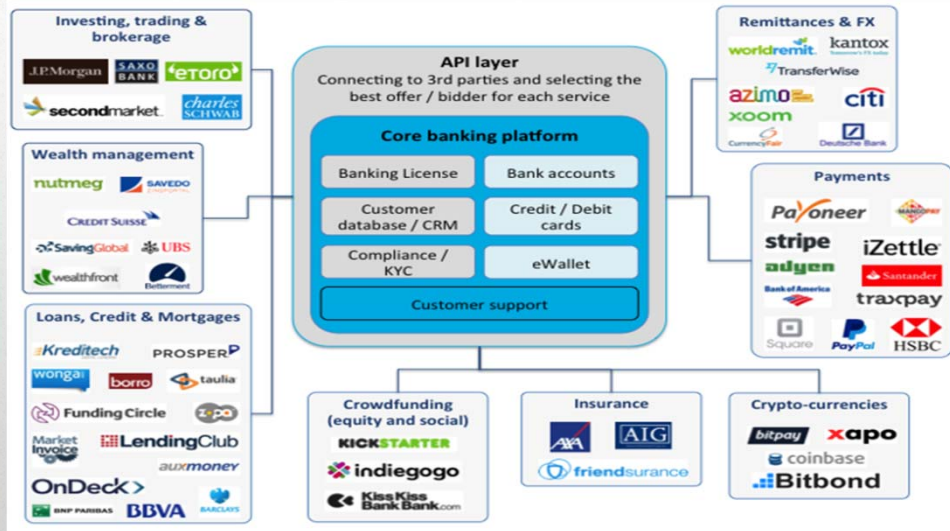 Investing, trading &
brokerage
J.P.Morgan
SAXO
BANK
eToro
secondmarket
charles
SCHWAB
Wealth management
nutmeg
SAVEDO
CREDIT SUISSE
SavingGlobal
UBS
wealthfront
Betterment
Loans, Credit & Mortgages
Kreditech
PROSPER
wonga
borro
taulia
Funding Circle
zopa
Market
Invoice
LendingClub
auxmoney
OnDeck>
BNP PARIBAS
BBVA
BARCLAYS
API layer
Connecting to 3rd parties and selecting the
best offer / bidder for each service
Core banking platform
Banking License
Bank accounts
Customer
database / CRM
Credit / Debit
cards
Compliance /
KYC
eWallet
Customer support
Crowdfunding
(equity and social)
KICKSTARTER
indiegogo
KissKiss
BankBank.com
Insurance
AXA
AIG
friendsurance
Remittances & FX
worldremit
kantox
TransferWise
azimo
citi
xoom
CurrencyFair
Deutsche Bank
Payments
Payoneer
MANGOPAY
stripe
iZettle
adyen
Santander
Bank of America
traxpay
Square
PayPal
HSBC
Crypto-currencies
bitpay
xapo
coinbase
Bitbond